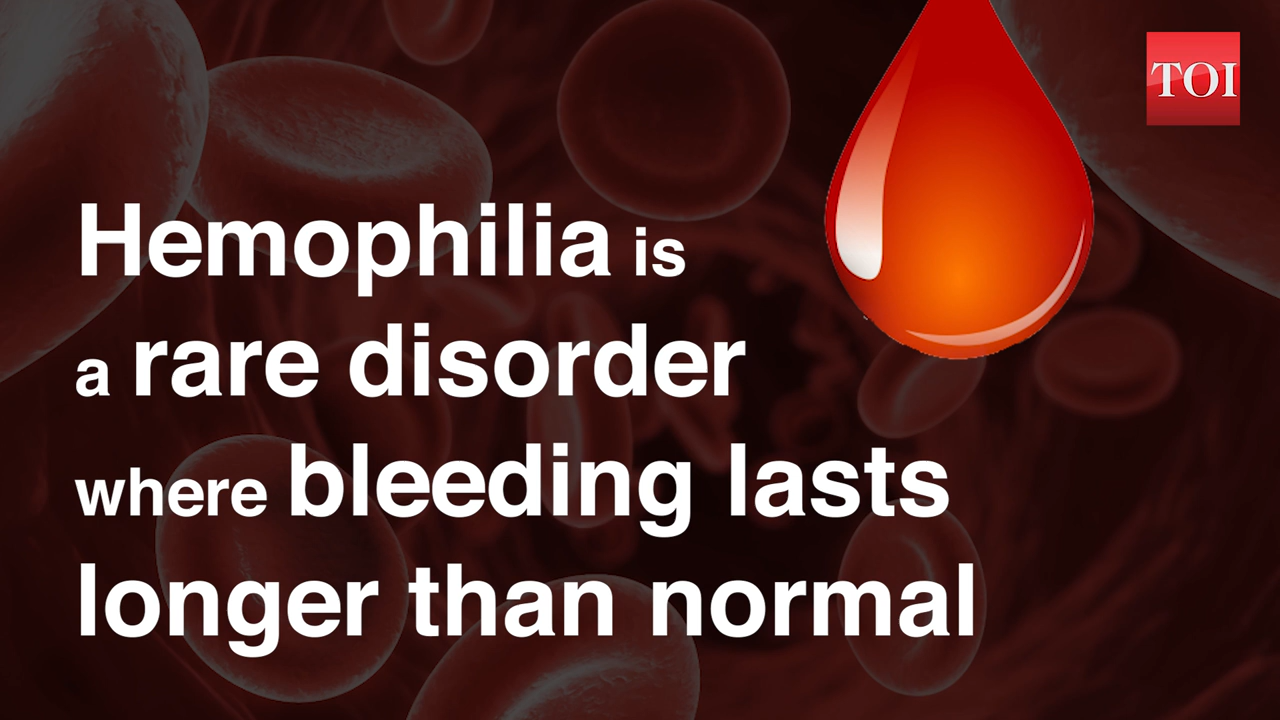 TOI
Hemophilia is
a rare disorder
where bleeding lasts
longer than normal